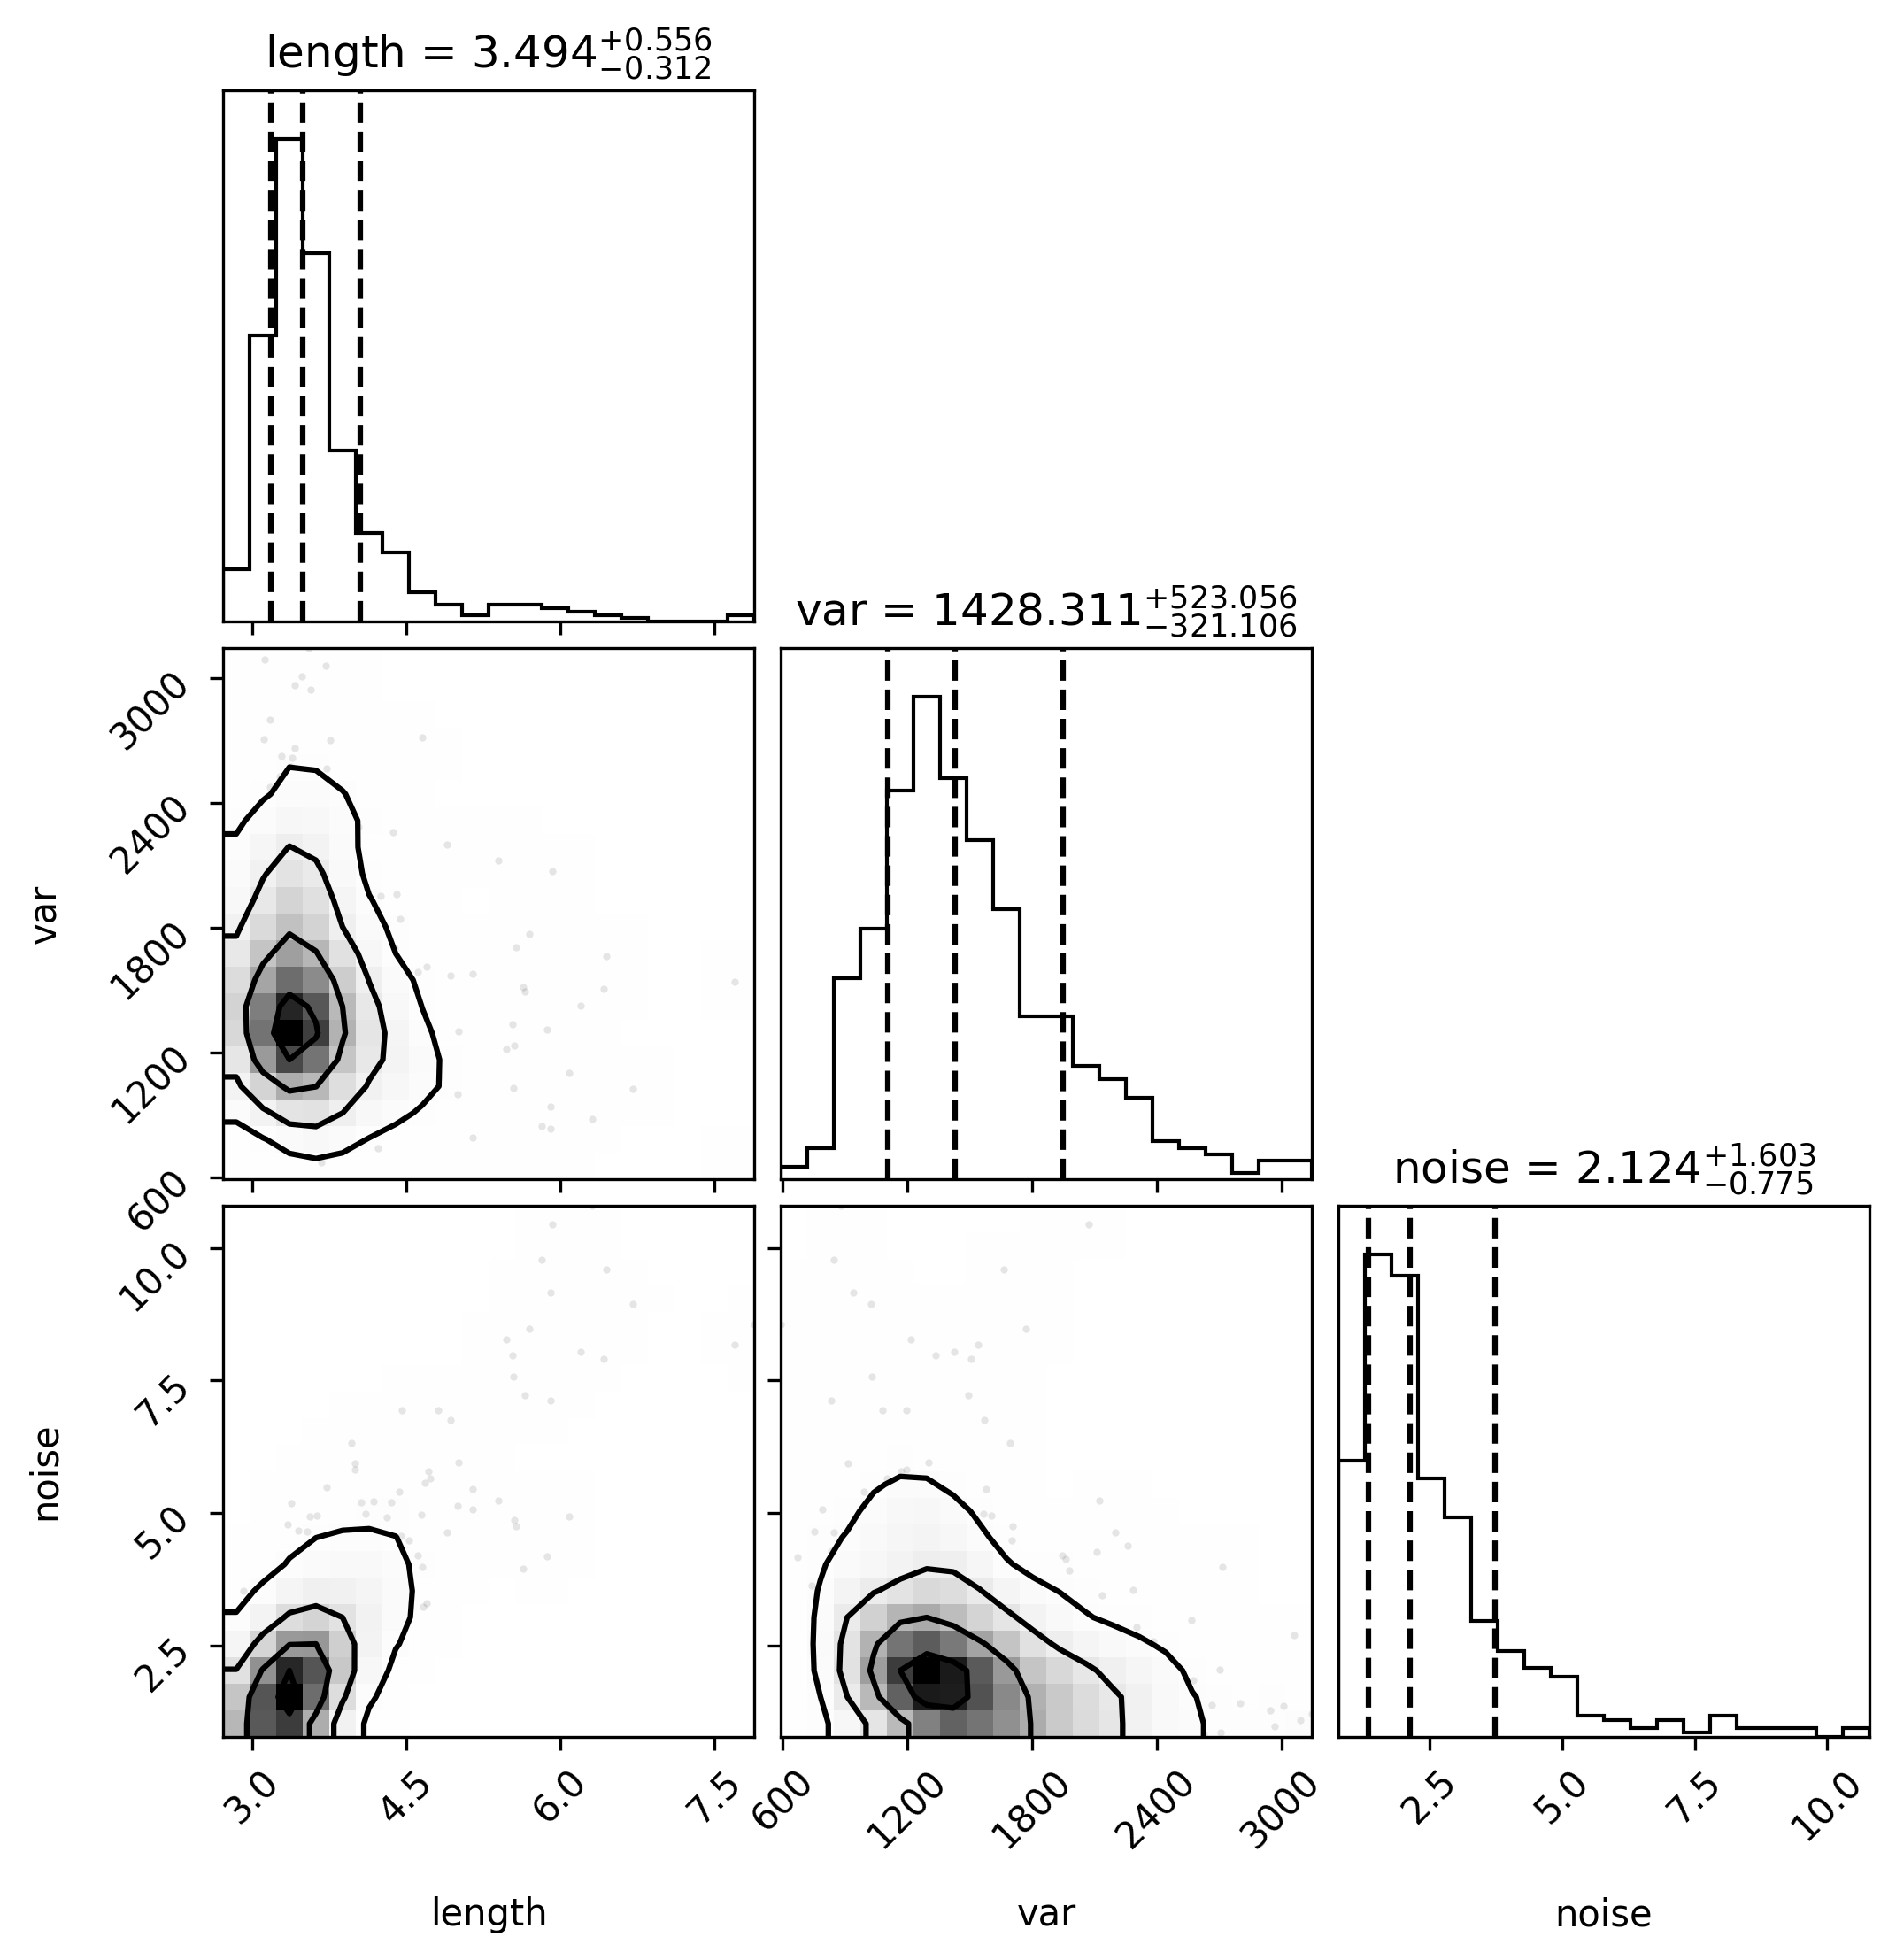 length = 3.494 +0.556 −0.312
var = 1428.311 +523.056 −321.106
3000
2400
1800
1200
600
var
noise = 2.124 +1.603 −0.775
10.0
7.5
5.0
2.5
noise
3.0 4.5 6.0 7.5 600 1200 1800 2400 3000 2.5 5.0 7.5 10.0
length var noise